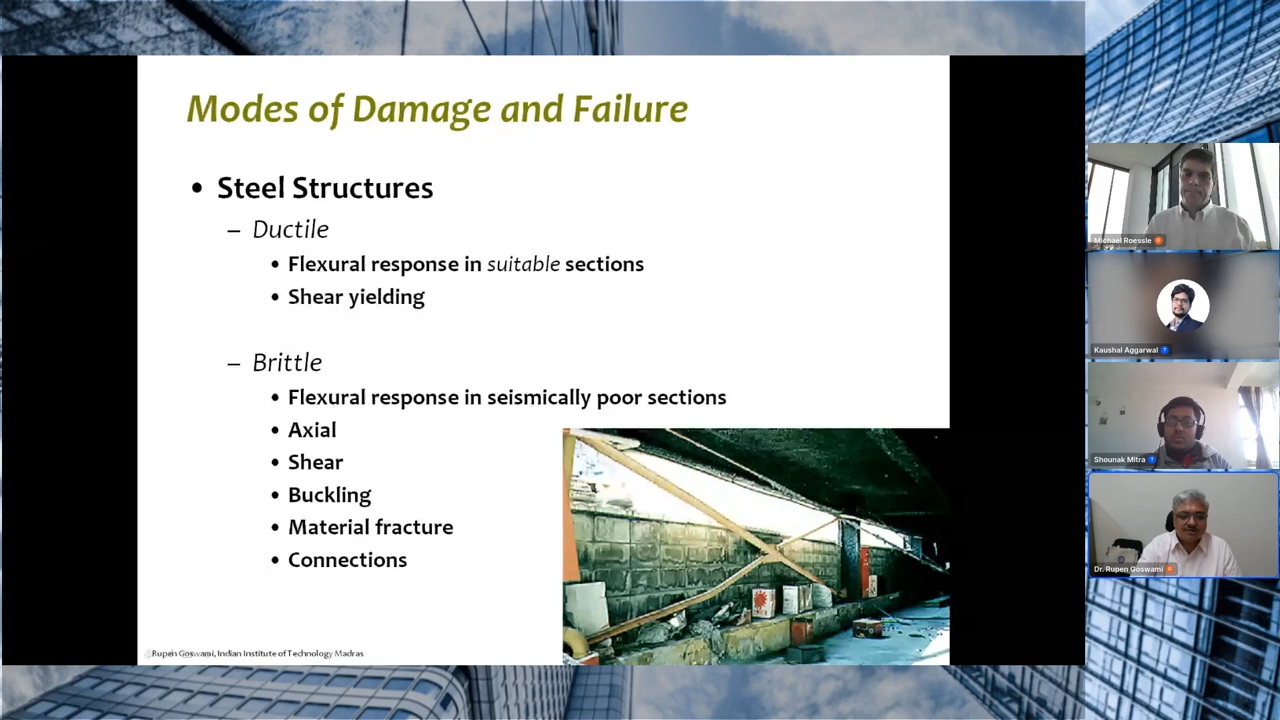 Modes of Damage and Failure
• Steel Structures
– Ductile
• Flexural response in suitable sections
• Shear yielding
– Brittle
• Flexural response in seismically poor sections
• Axial
• Shear
• Buckling
• Material fracture
• Connections
Rupen Goswami, Indian Institute of Technology Madras
Michael Roessle
Kaushal Aggarwal
Shounak Mitra
Dr. Rupen Goswami